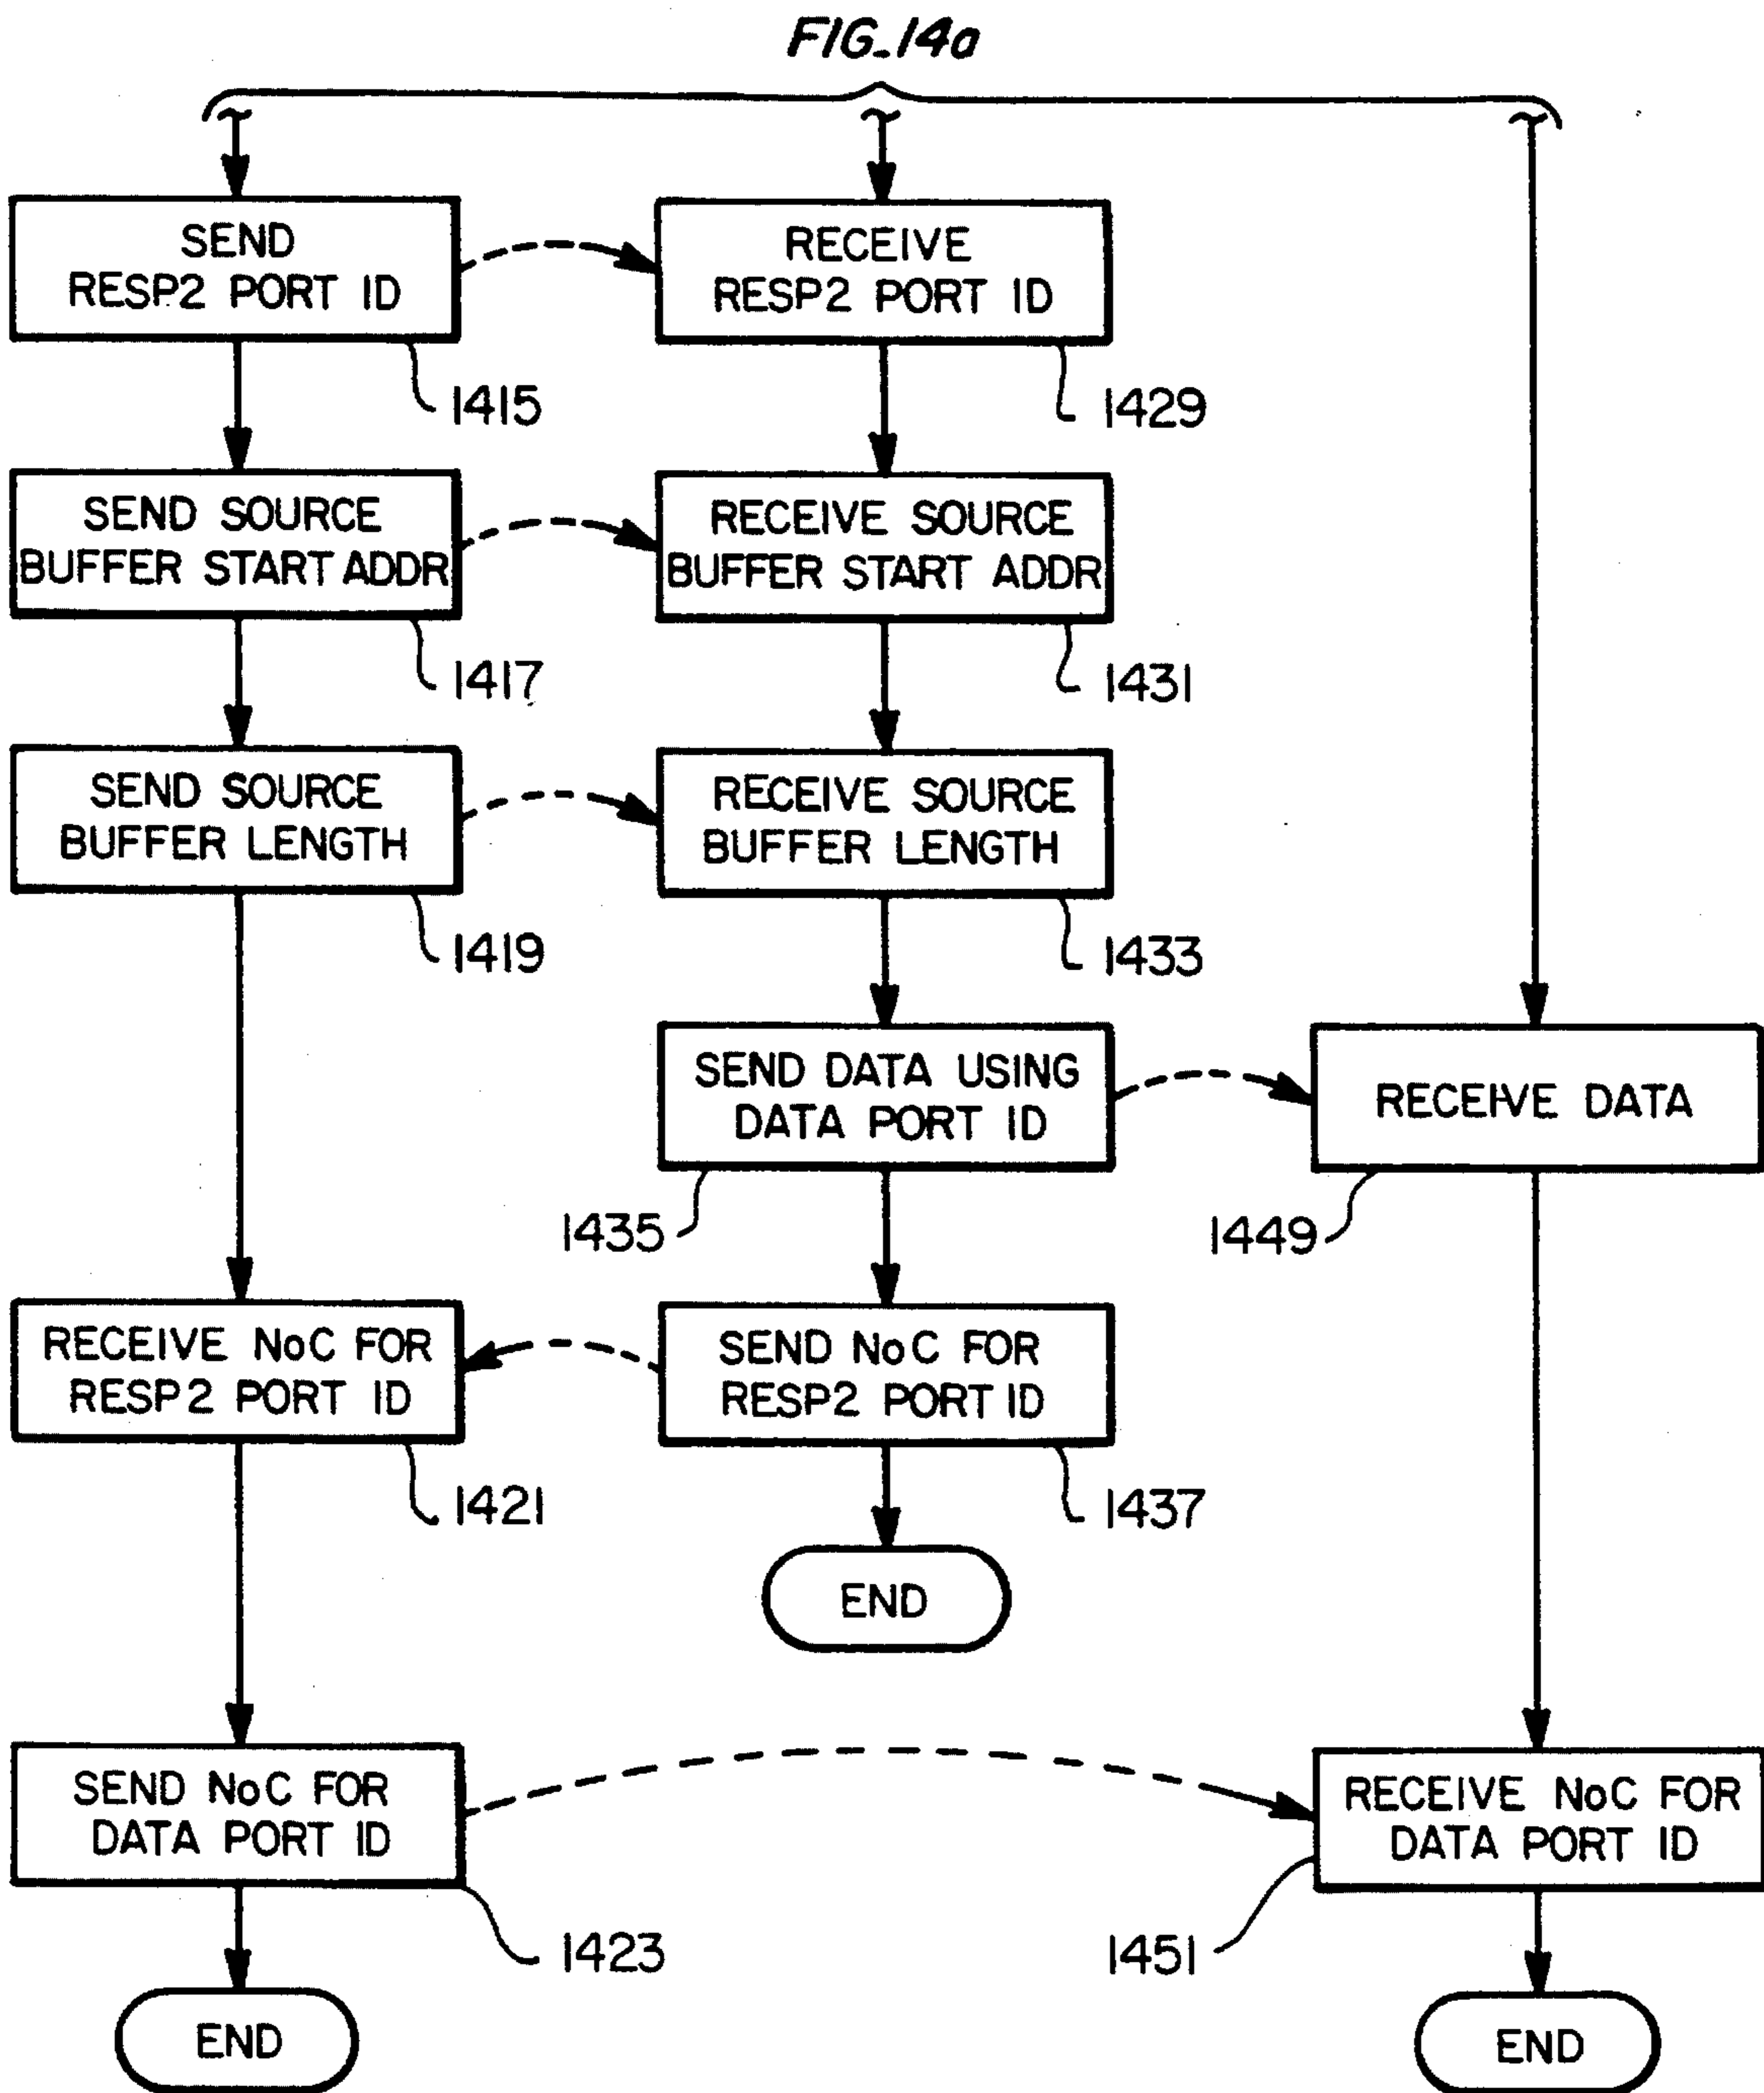 FIG_14a
SEND
RESP2 PORT ID
1415
RECEIVE
RESP2 PORT ID
1429
SEND SOURCE
BUFFER START ADDR
1417
RECEIVE SOURCE
BUFFER START ADDR
1431
SEND SOURCE
BUFFER LENGTH
1419
RECEIVE SOURCE
BUFFER LENGTH
1433
SEND DATA USING
DATA PORT ID
1435
RECEIVE DATA
1449
RECEIVE NoC FOR
RESP2 PORT ID
1421
SEND NoC FOR
RESP2 PORT ID
1437
END
SEND NoC FOR
DATA PORT ID
1423
RECEIVE NoC FOR
DATA PORT ID
1451
END
END